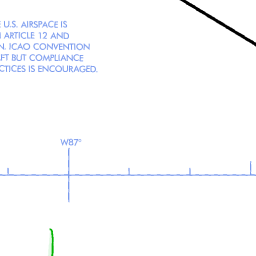 U.S. AIRSPACE IS
ARTICLE 12 AND
N. ICAO CONVENTION
FT BUT COMPLIANCE
CTICES IS ENCOURAGED.
W87°